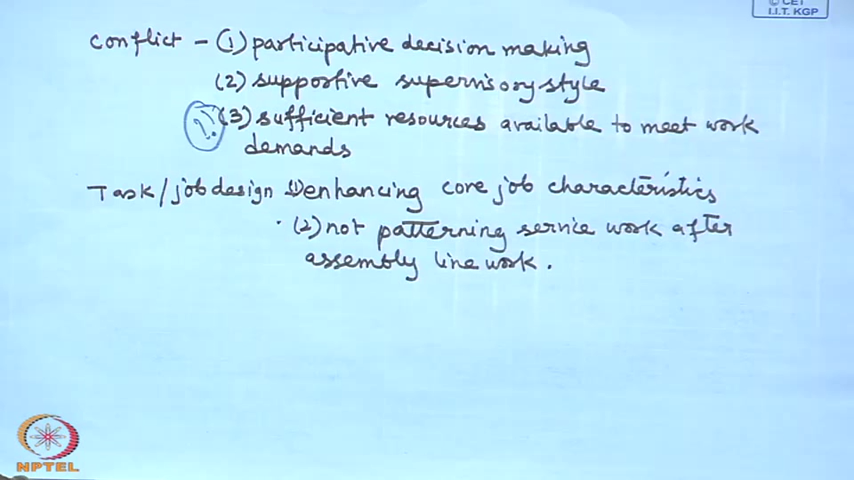 © CET
I.I.T. KGP
conflict - (1) participative decision making
(2) supportive supervisory style
(3) sufficient resources available to meet work
demands
Task/job design (1) enhancing core job characteristics
(2) not patterning service work after
assembly line work.
NPTEL